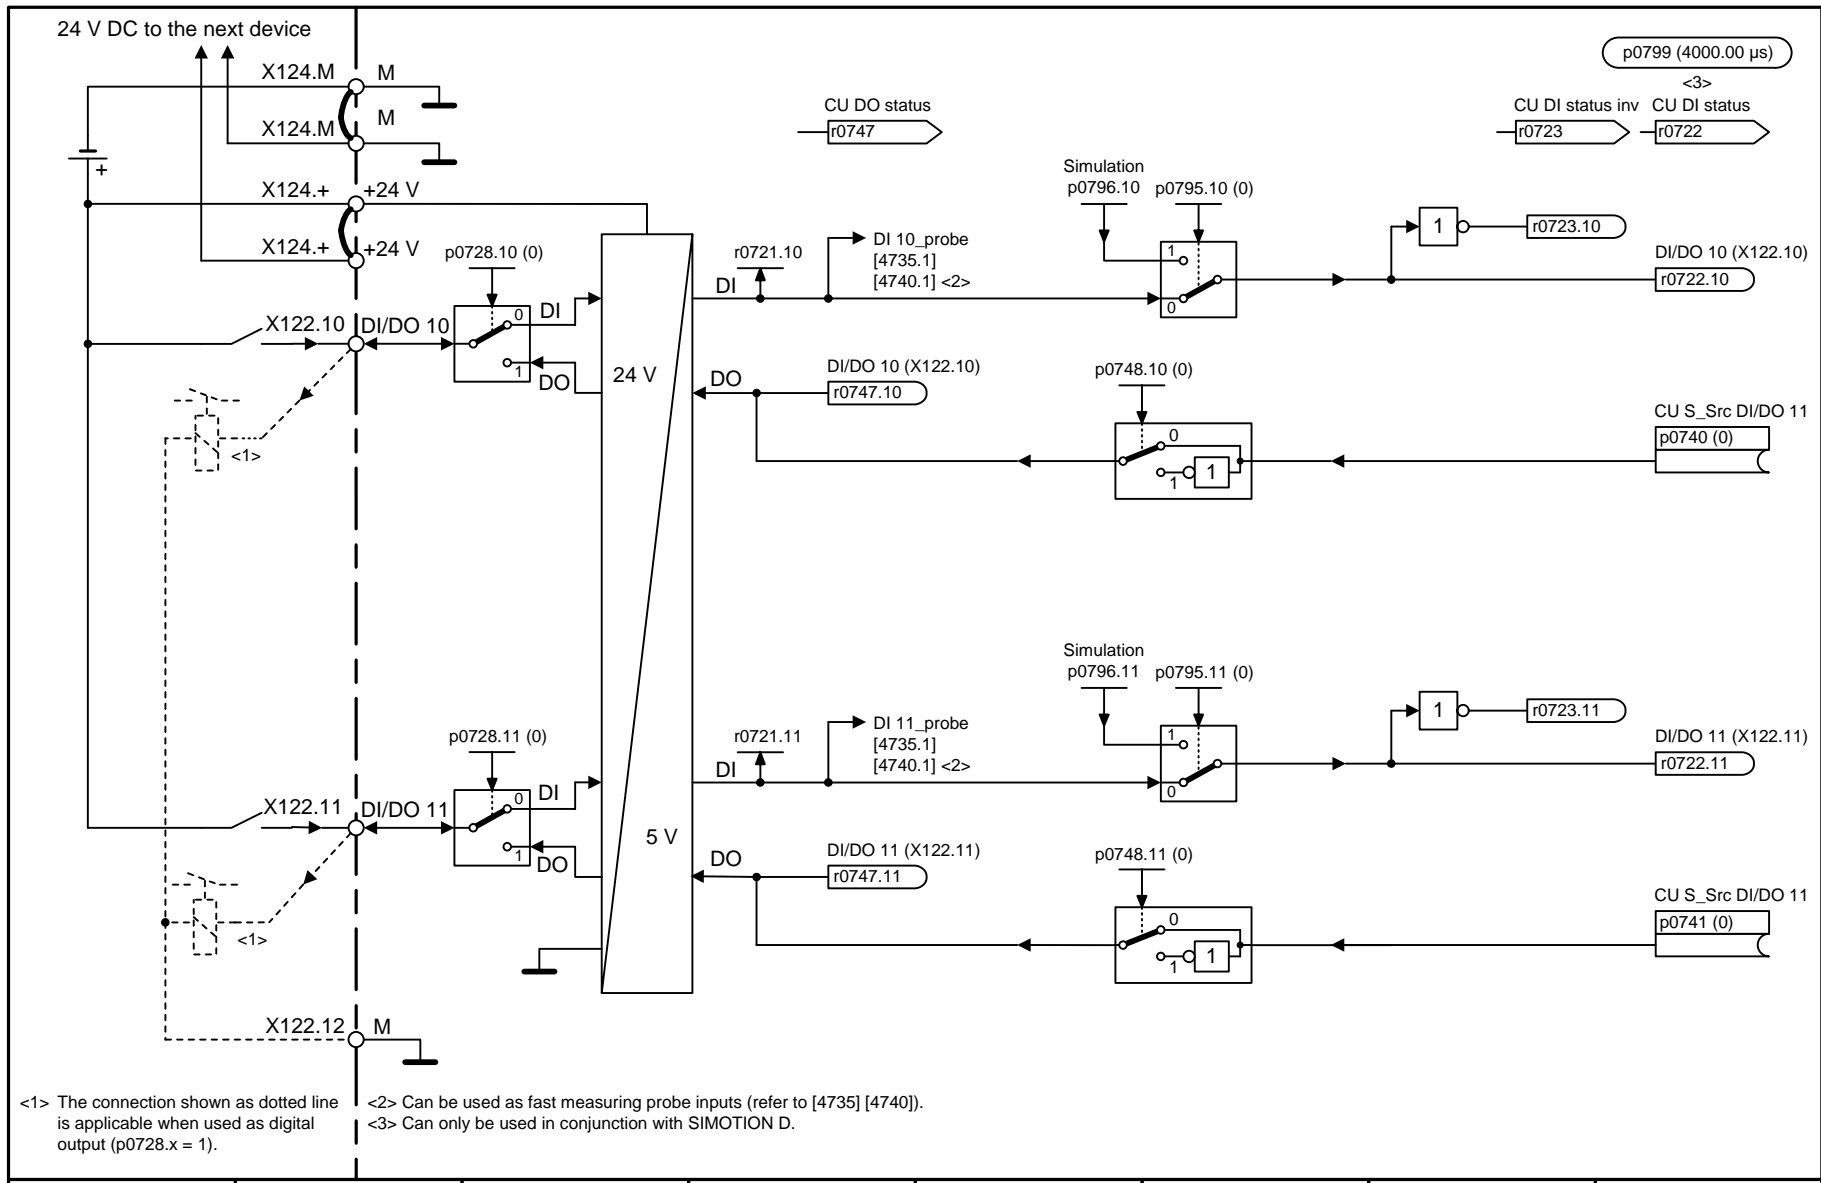 24 V DC to the next device
p0799 (4000.00 µs)
<3>
X124.M
M
CU DO status
r0747
CU DI status inv
r0723
CU DI status
r0722
X124.M
M
+
Simulation
p0796.10
p0795.10 (0)
X124.+
+24 V
X124.+
+24 V
p0728.10 (0)
r0721.10
DI
DI 10_probe
[4735.1]
[4740.1] <2>
1
0
1
r0723.10
DI/DO 10 (X122.10)
r0722.10
X122.10
DI/DO 10
0
1
DI
DO
24 V
DO
DI/DO 10 (X122.10)
r0747.10
p0748.10 (0)
0
1
1
CU S_Src DI/DO 11
p0740 (0)
<1>
Simulation
p0796.11
p0795.11 (0)
p0728.11 (0)
r0721.11
DI
DI 11_probe
[4735.1]
[4740.1] <2>
1
0
1
r0723.11
DI/DO 11 (X122.11)
r0722.11
X122.11
DI/DO 11
0
1
DI
DO
5 V
DO
DI/DO 11 (X122.11)
r0747.11
p0748.11 (0)
0
1
1
CU S_Src DI/DO 11
p0741 (0)
<1>
X122.12
M
<1> The connection shown as dotted line
is applicable when used as digital
output (p0728.x = 1).
<2> Can be used as fast measuring probe inputs (refer to [4735] [4740]).
<3> Can only be used in conjunction with SIMOTION D.